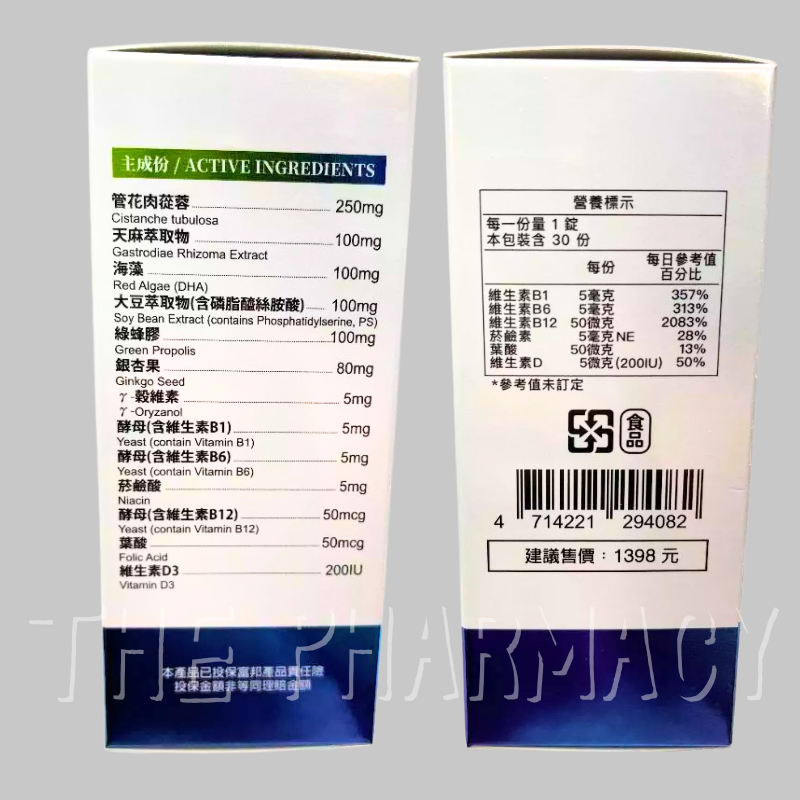 主成份 / ACTIVE INGREDIENTS
管花肉蓯蓉 250mg
Cistanche tubulosa
天麻萃取物 100mg
Gastrodiae Rhizoma Extract
海藻 100mg
Red Algae (DHA)
大豆萃取物(含磷脂醯絲胺酸) 100mg
Soy Bean Extract (contains Phosphatidylserine, PS)
綠蜂膠 100mg
Green Propolis
銀杏果 80mg
Ginkgo Seed
γ-穀維素 5mg
γ-Oryzanol
酵母(含維生素B1) 5mg
Yeast (contain Vitamin B1)
酵母(含維生素B6) 5mg
Yeast (contain Vitamin B6)
菸鹼酸 5mg
Niacin
酵母(含維生素B12) 50mcg
Yeast (contain Vitamin B12)
葉酸 50mcg
Folic Acid
維生素D3 200IU
Vitamin D3
本產品已投保富邦產品責任險
投保金額非等同理賠金額
營養標示
每一份量 1 錠
本包裝含 30 份
每份 每日參考值百分比
維生素B1 5毫克 357%
維生素B6 5毫克 313%
維生素B12 50微克 2083%
菸鹼素 5毫克 NE 28%
葉酸 50微克 13%
維生素D 5微克(200IU) 50%
*參考值未訂定
食品
4 714221 294082
建議售價：1398 元
THE PHARMACY